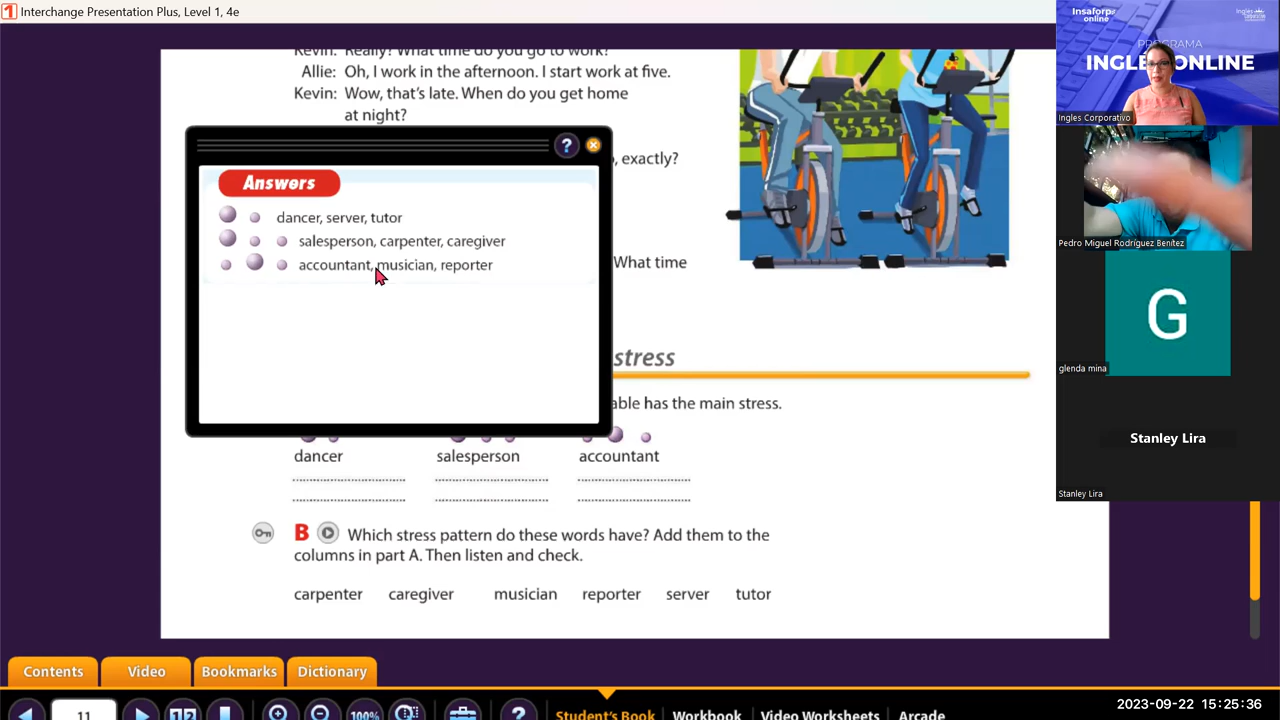 Interchange Presentation Plus, Level 1, 4e
Kevin: Really? What time do you go to work?
Allie: Oh, I work in the afternoon. I start work at five.
Kevin: Wow, that's late. When do you get home
at night?
, exactly?
What time
Answers
dancer, server, tutor
salesperson, carpenter, caregiver
accountant, musician, reporter
stress
able has the main stress.
dancer salesperson accountant
B Which stress pattern do these words have? Add them to the
columns in part A. Then listen and check.
carpenter caregiver musician reporter server tutor
Contents Video Bookmarks Dictionary
11 100% ?
Student's Book Workbook Video Worksheets Arcade
Insaforp
online
PROGRAMA
INGLÉS ONLINE
Ingles Corporativo
Pedro Miguel Rodríguez Benítez
G
glenda mina
Stanley Lira
Stanley Lira
2023-09-22 15:25:36